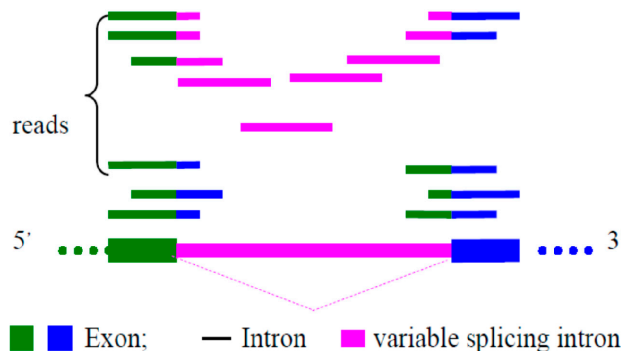 reads
5’ 3
Exon; Intron variable splicing intron